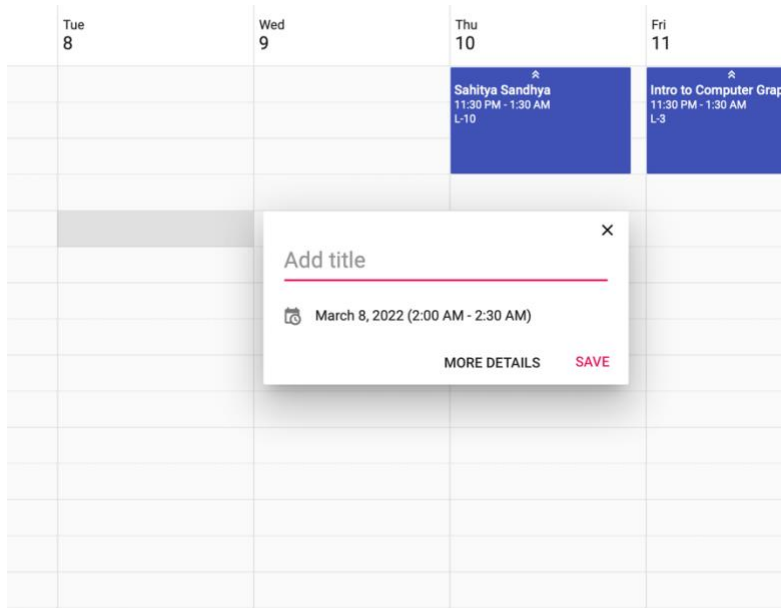 Tue
8
Wed
9
Thu
10
Fri
11
Sahitya Sandhya
11:30 PM - 1:30 AM
L-10
Intro to Computer Grap
11:30 PM - 1:30 AM
L-3
Add title
March 8, 2022 (2:00 AM - 2:30 AM)
MORE DETAILS
SAVE